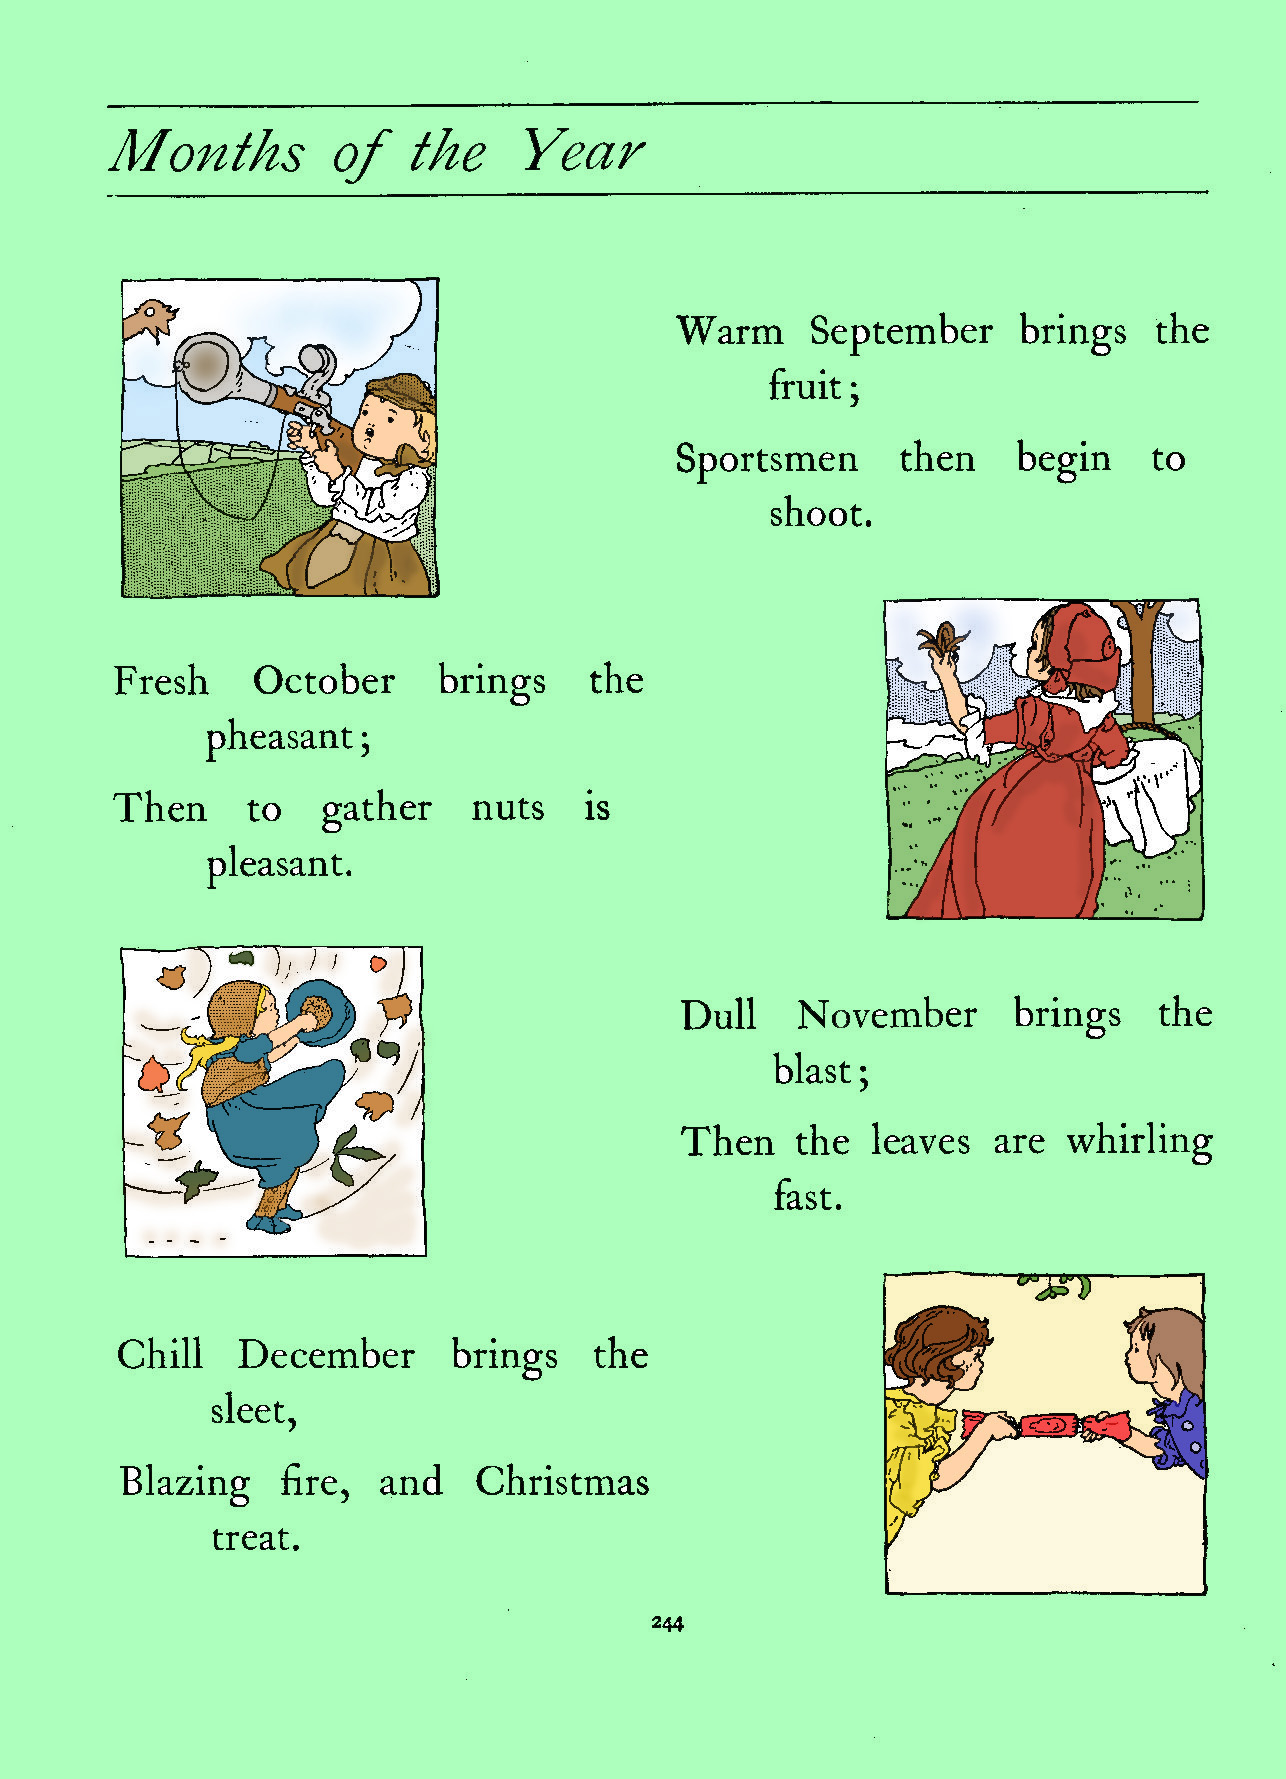 Months of the Year
Warm September brings the
fruit;
Sportsmen then begin to
shoot.
Fresh October brings the
pheasant;
Then to gather nuts is
pleasant.
Dull November brings the
blast;
Then the leaves are whirling
fast.
Chill December brings the
sleet,
Blazing fire, and Christmas
treat.
244